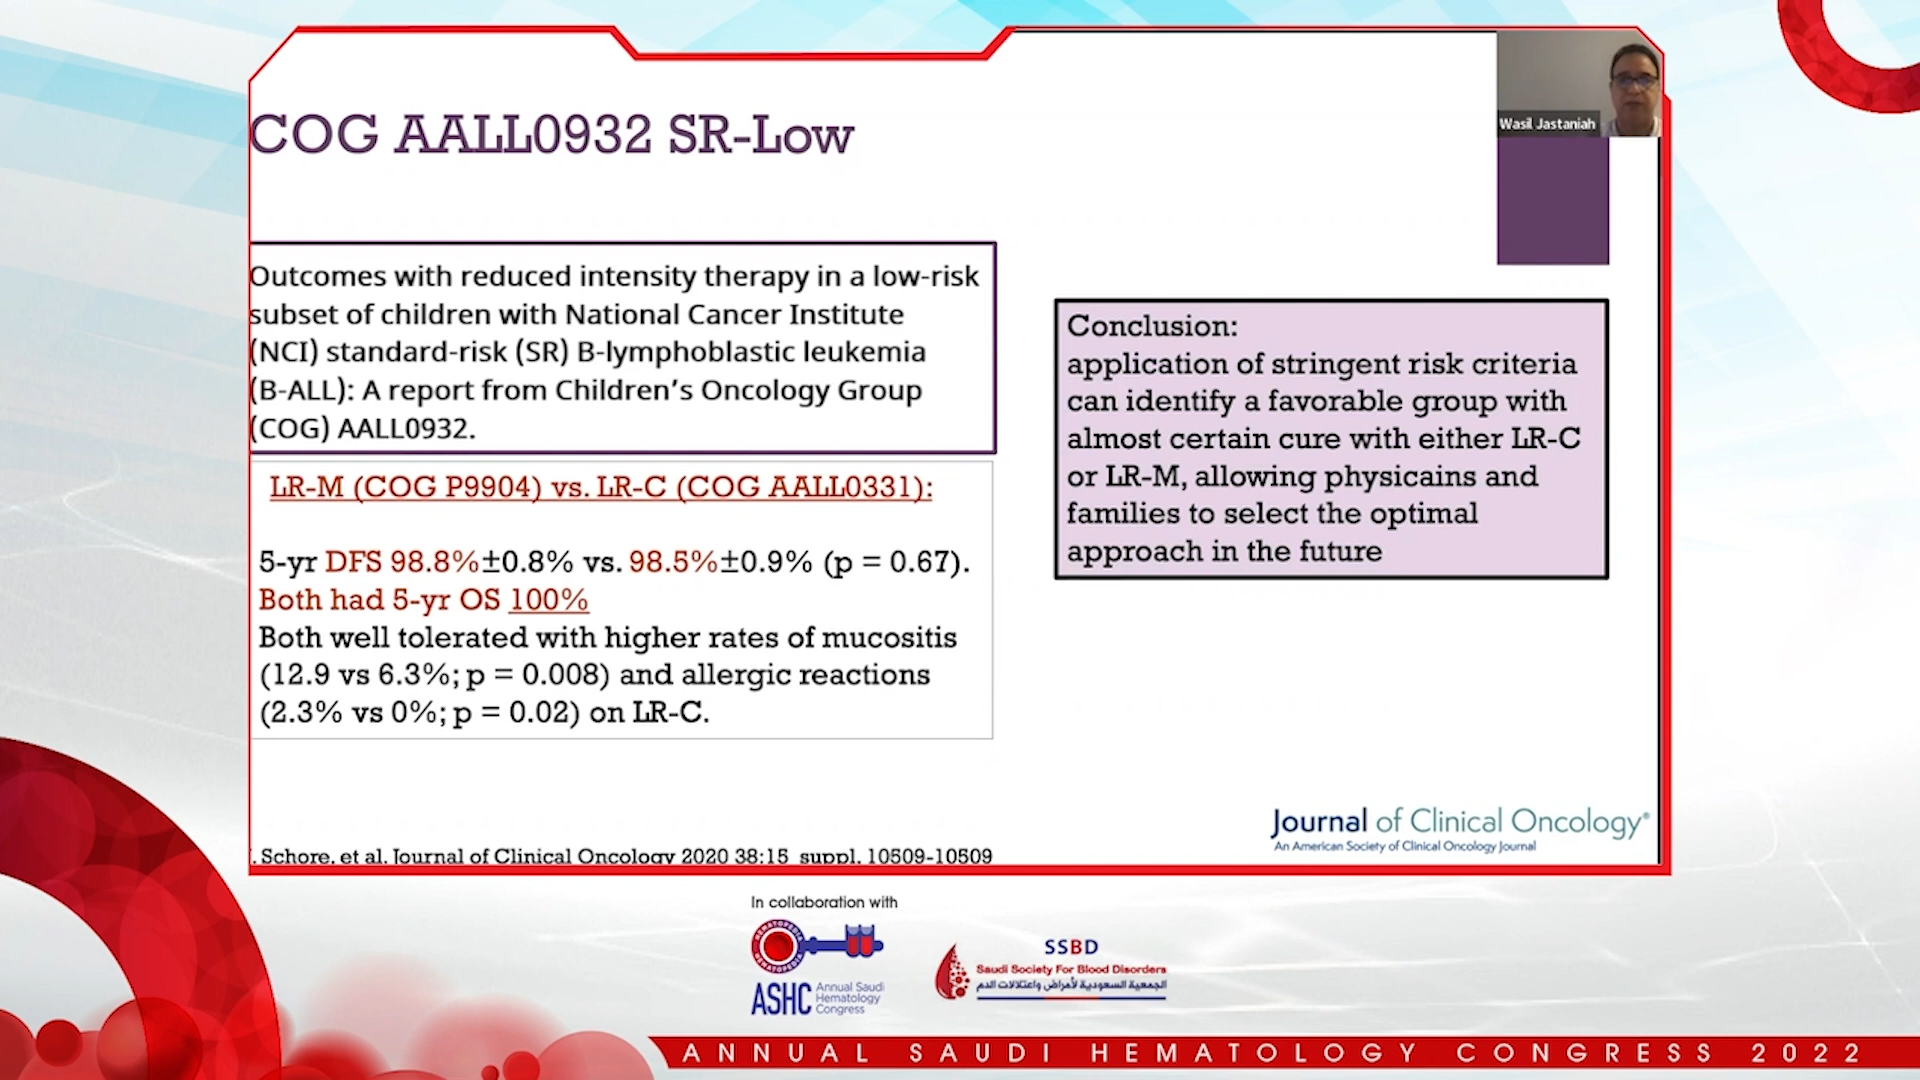 COG AALL0932 SR-Low
Wasil Jastaniah
Outcomes with reduced intensity therapy in a low-risk
subset of children with National Cancer Institute
(NCI) standard-risk (SR) B-lymphoblastic leukemia
(B-ALL): A report from Children's Oncology Group
(COG) AALL0932.
LR-M (COG P9904) vs. LR-C (COG AALL0331):
5-yr DFS 98.8%±0.8% vs. 98.5%±0.9% (p = 0.67).
Both had 5-yr OS 100%
Both well tolerated with higher rates of mucositis
(12.9 vs 6.3%; p = 0.008) and allergic reactions
(2.3% vs 0%; p = 0.02) on LR-C.
Conclusion:
application of stringent risk criteria
can identify a favorable group with
almost certain cure with either LR-C
or LR-M, allowing physicains and
families to select the optimal
approach in the future
Journal of Clinical Oncology®
An American Society of Clinical Oncology Journal
. Schore, et al. Journal of Clinical Oncology 2020 38:15_suppl, 10509-10509
In collaboration with
HEMATOPEDIA
HEMATOPEDIA
ASHC Annual Saudi
Hematology
Congress
SSBD
Saudi Society For Blood Disorders
الجمعية السعودية لأمراض واعتلالات الدم
ANNUAL SAUDI HEMATOLOGY CONGRESS 2022